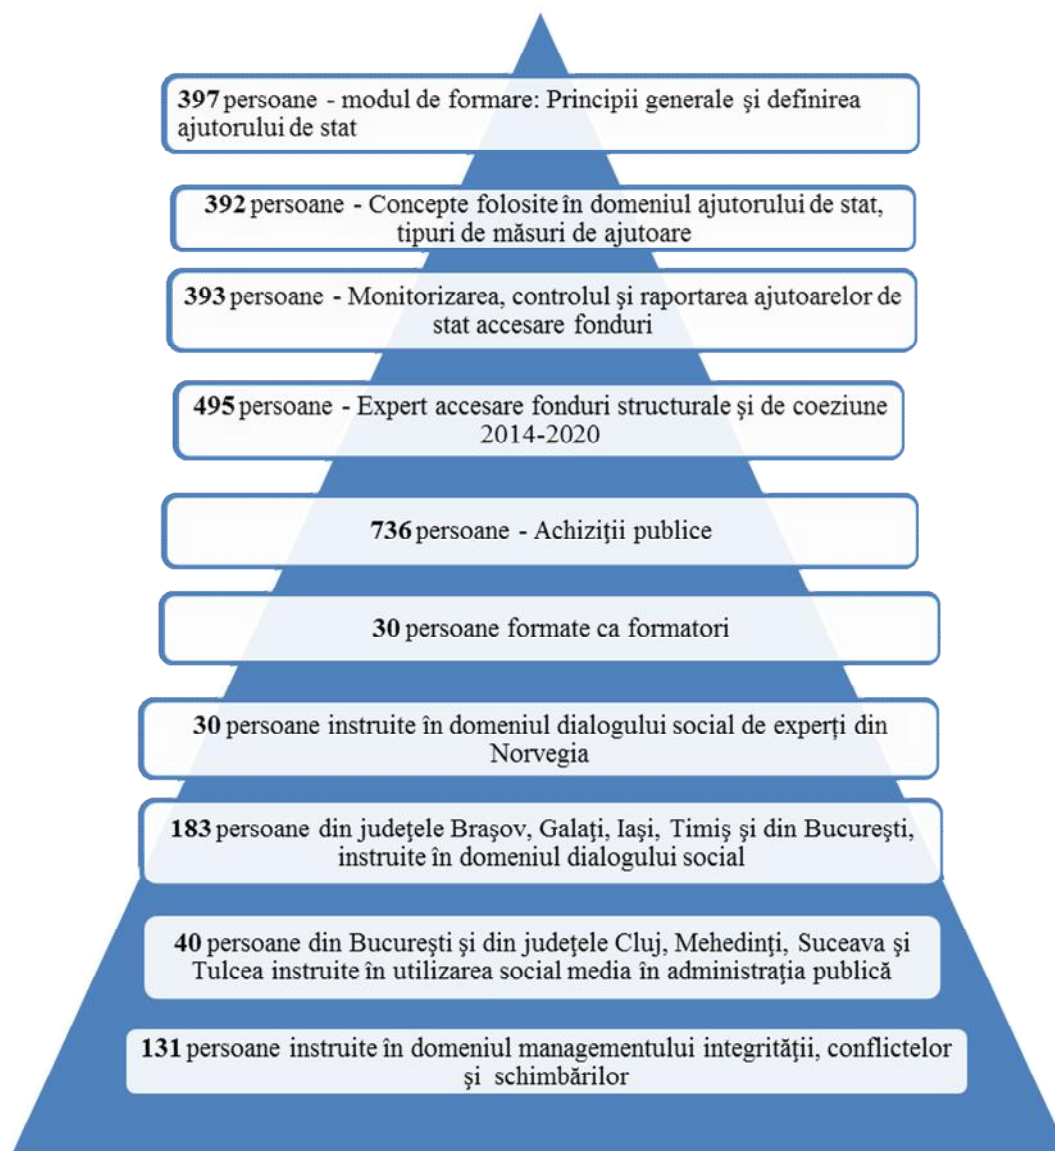 397 persoane - modul de formare: Principii generale şi definirea
ajutorului de stat
392 persoane - Concepte folosite în domeniul ajutorului de stat,
tipuri de măsuri de ajutoare
393 persoane - Monitorizarea, controlul şi raportarea ajutoarelor de
stat accesare fonduri
495 persoane - Expert accesare fonduri structurale şi de coeziune
2014-2020
736 persoane - Achiziţii publice
30 persoane formate ca formatori
30 persoane instruite în domeniul dialogului social de experți din
Norvegia
183 persoane din judeţele Braşov, Galaţi, Iaşi, Timiş şi din Bucureşti,
instruite în domeniul dialogului social
40 persoane din Bucureşti şi din judeţele Cluj, Mehedinţi, Suceava şi
Tulcea instruite în utilizarea social media în administraţia publică
131 persoane instruite în domeniul managementului integrităţii, conflictelor
şi schimbărilor